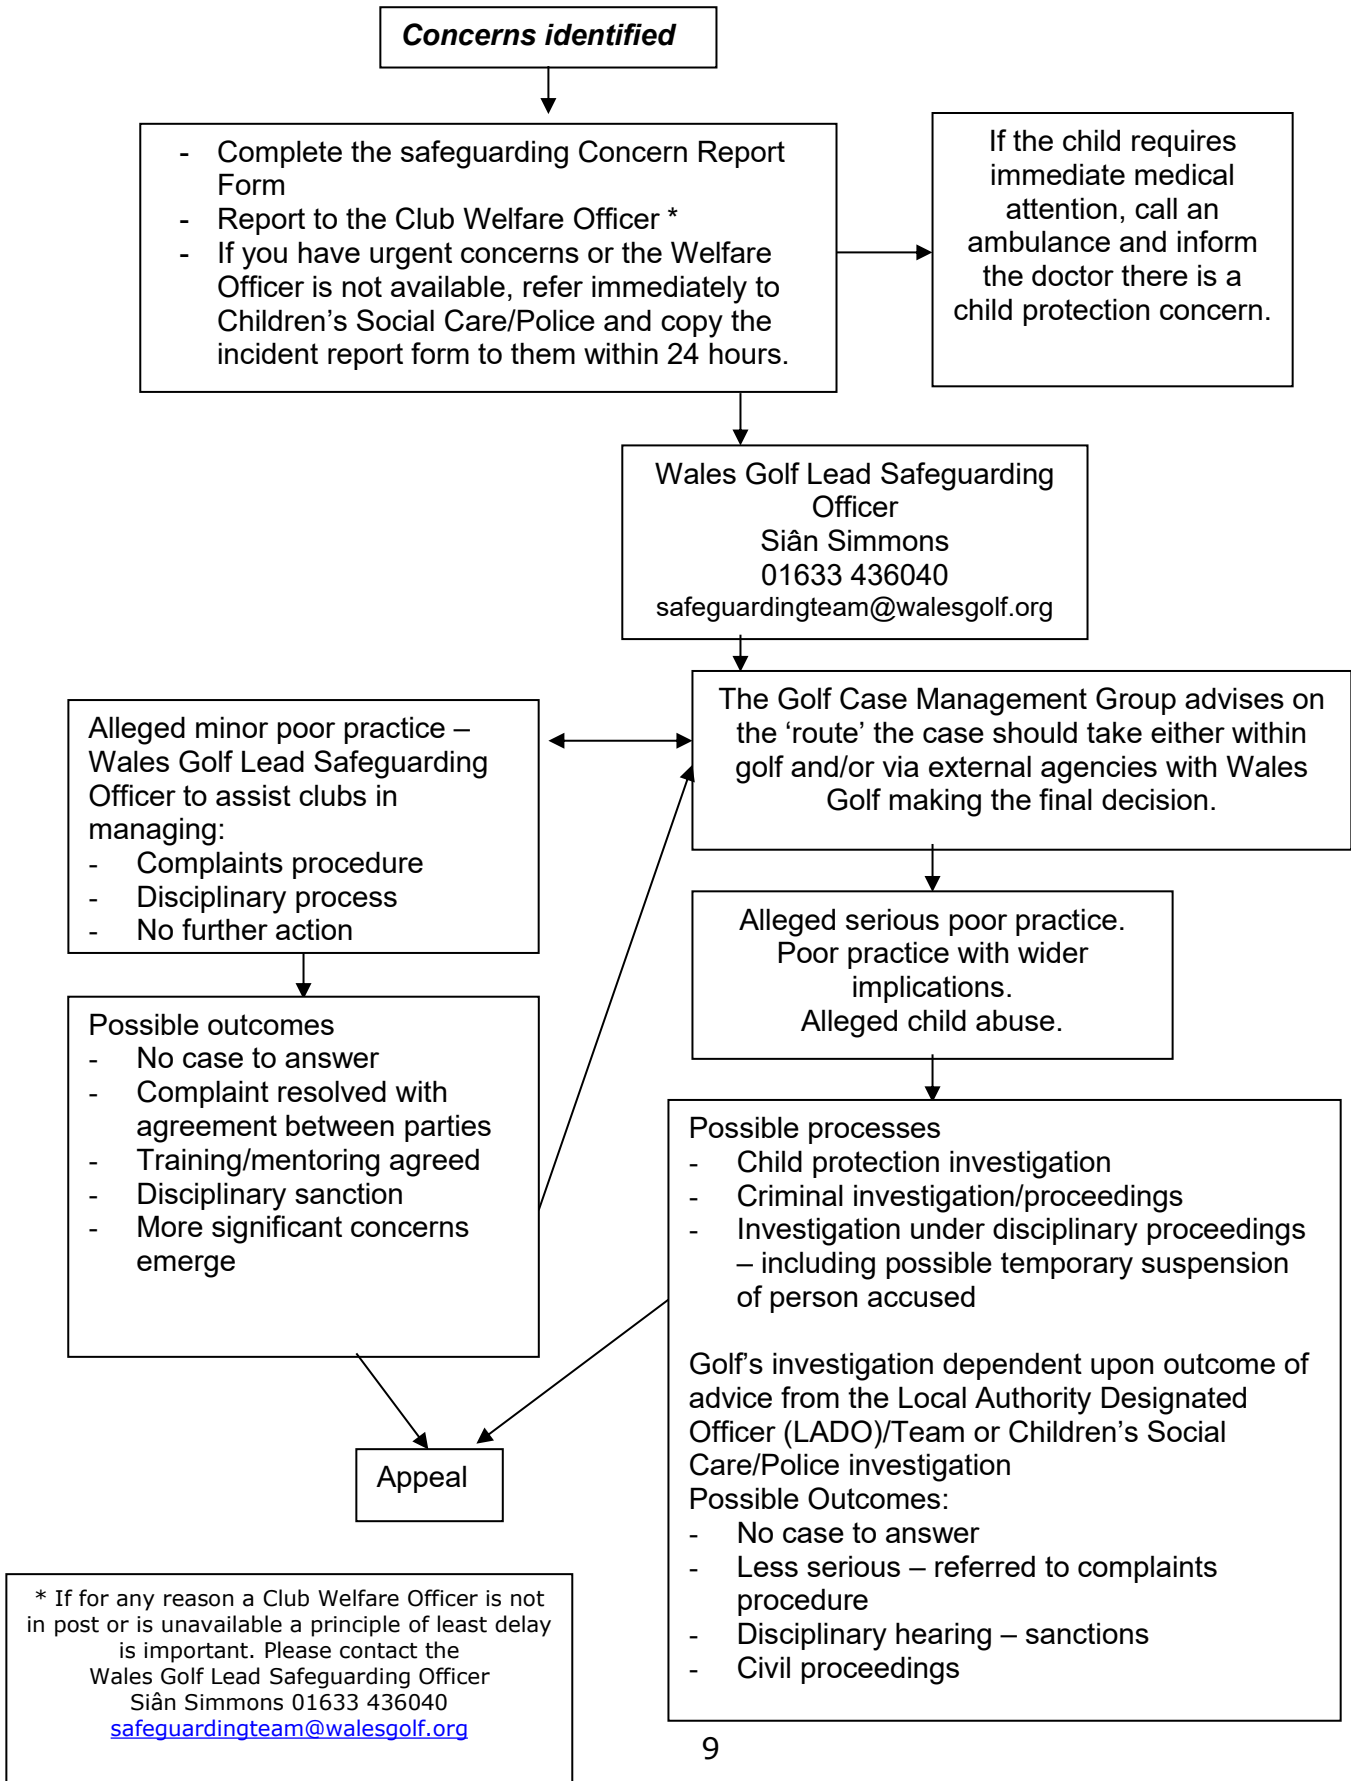 Concerns identified
- Complete the safeguarding Concern Report
Form
- Report to the Club Welfare Officer *
- If you have urgent concerns or the Welfare
Officer is not available, refer immediately to
Children’s Social Care/Police and copy the
incident report form to them within 24 hours.
If the child requires
immediate medical
attention, call an
ambulance and inform
the doctor there is a
child protection concern.
Wales Golf Lead Safeguarding
Officer
Siân Simmons
01633 436040
safeguardingteam@walesgolf.org
The Golf Case Management Group advises on
the ‘route’ the case should take either within
golf and/or via external agencies with Wales
Golf making the final decision.
Alleged minor poor practice –
Wales Golf Lead Safeguarding
Officer to assist clubs in
managing:
- Complaints procedure
- Disciplinary process
- No further action
Alleged serious poor practice.
Poor practice with wider
implications.
Alleged child abuse.
Possible outcomes
- No case to answer
- Complaint resolved with
agreement between parties
- Training/mentoring agreed
- Disciplinary sanction
- More significant concerns
emerge
Possible processes
- Child protection investigation
- Criminal investigation/proceedings
- Investigation under disciplinary proceedings
– including possible temporary suspension
of person accused
Golf’s investigation dependent upon outcome of
advice from the Local Authority Designated
Officer (LADO)/Team or Children’s Social
Care/Police investigation
Possible Outcomes:
- No case to answer
- Less serious – referred to complaints
procedure
- Disciplinary hearing – sanctions
- Civil proceedings
Appeal
* If for any reason a Club Welfare Officer is not
in post or is unavailable a principle of least delay
is important. Please contact the
Wales Golf Lead Safeguarding Officer
Siân Simmons 01633 436040
safeguardingteam@walesgolf.org
9